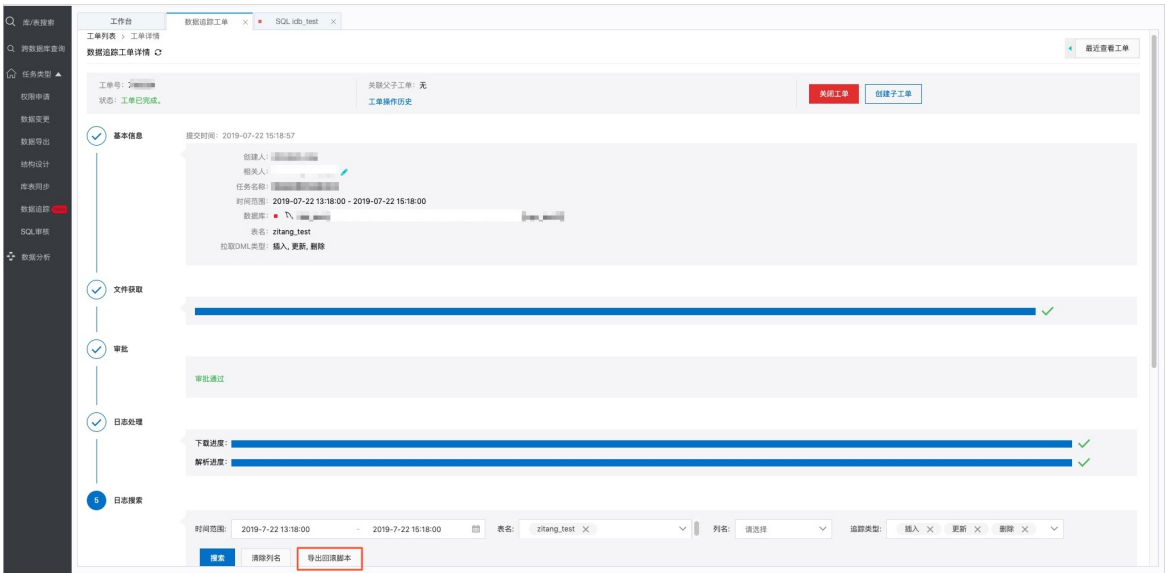 库/表搜索
工作台
数据追踪工单 ×
SQL idb_test ×
工单列表 > 工单详情
跨数据库查询
数据追踪工单详情
最近查看工单
任务类型
权限申请
数据变更
数据导出
结构设计
库表同步
数据追踪
SQL审核
数据分析
工单号:
关联父子工单: 无
状态: 工单已完成。
工单操作历史
关闭工单
创建子工单
基本信息
提交时间: 2019-07-22 15:18:57
创建人:
相关人:
任务名称:
时间范围: 2019-07-22 13:18:00 - 2019-07-22 15:18:00
数据库:
表名: zitang_test
拉取DML类型: 插入, 更新, 删除
文件获取
审批
审批通过
日志处理
下载进度:
解析进度:
5 日志搜索
时间范围: 2019-7-22 13:18:00 - 2019-7-22 15:18:00 表名: zitang_test × 列名: 请选择 追踪类型: 插入 × 更新 × 删除 ×
搜索 清除列名 导出回滚脚本